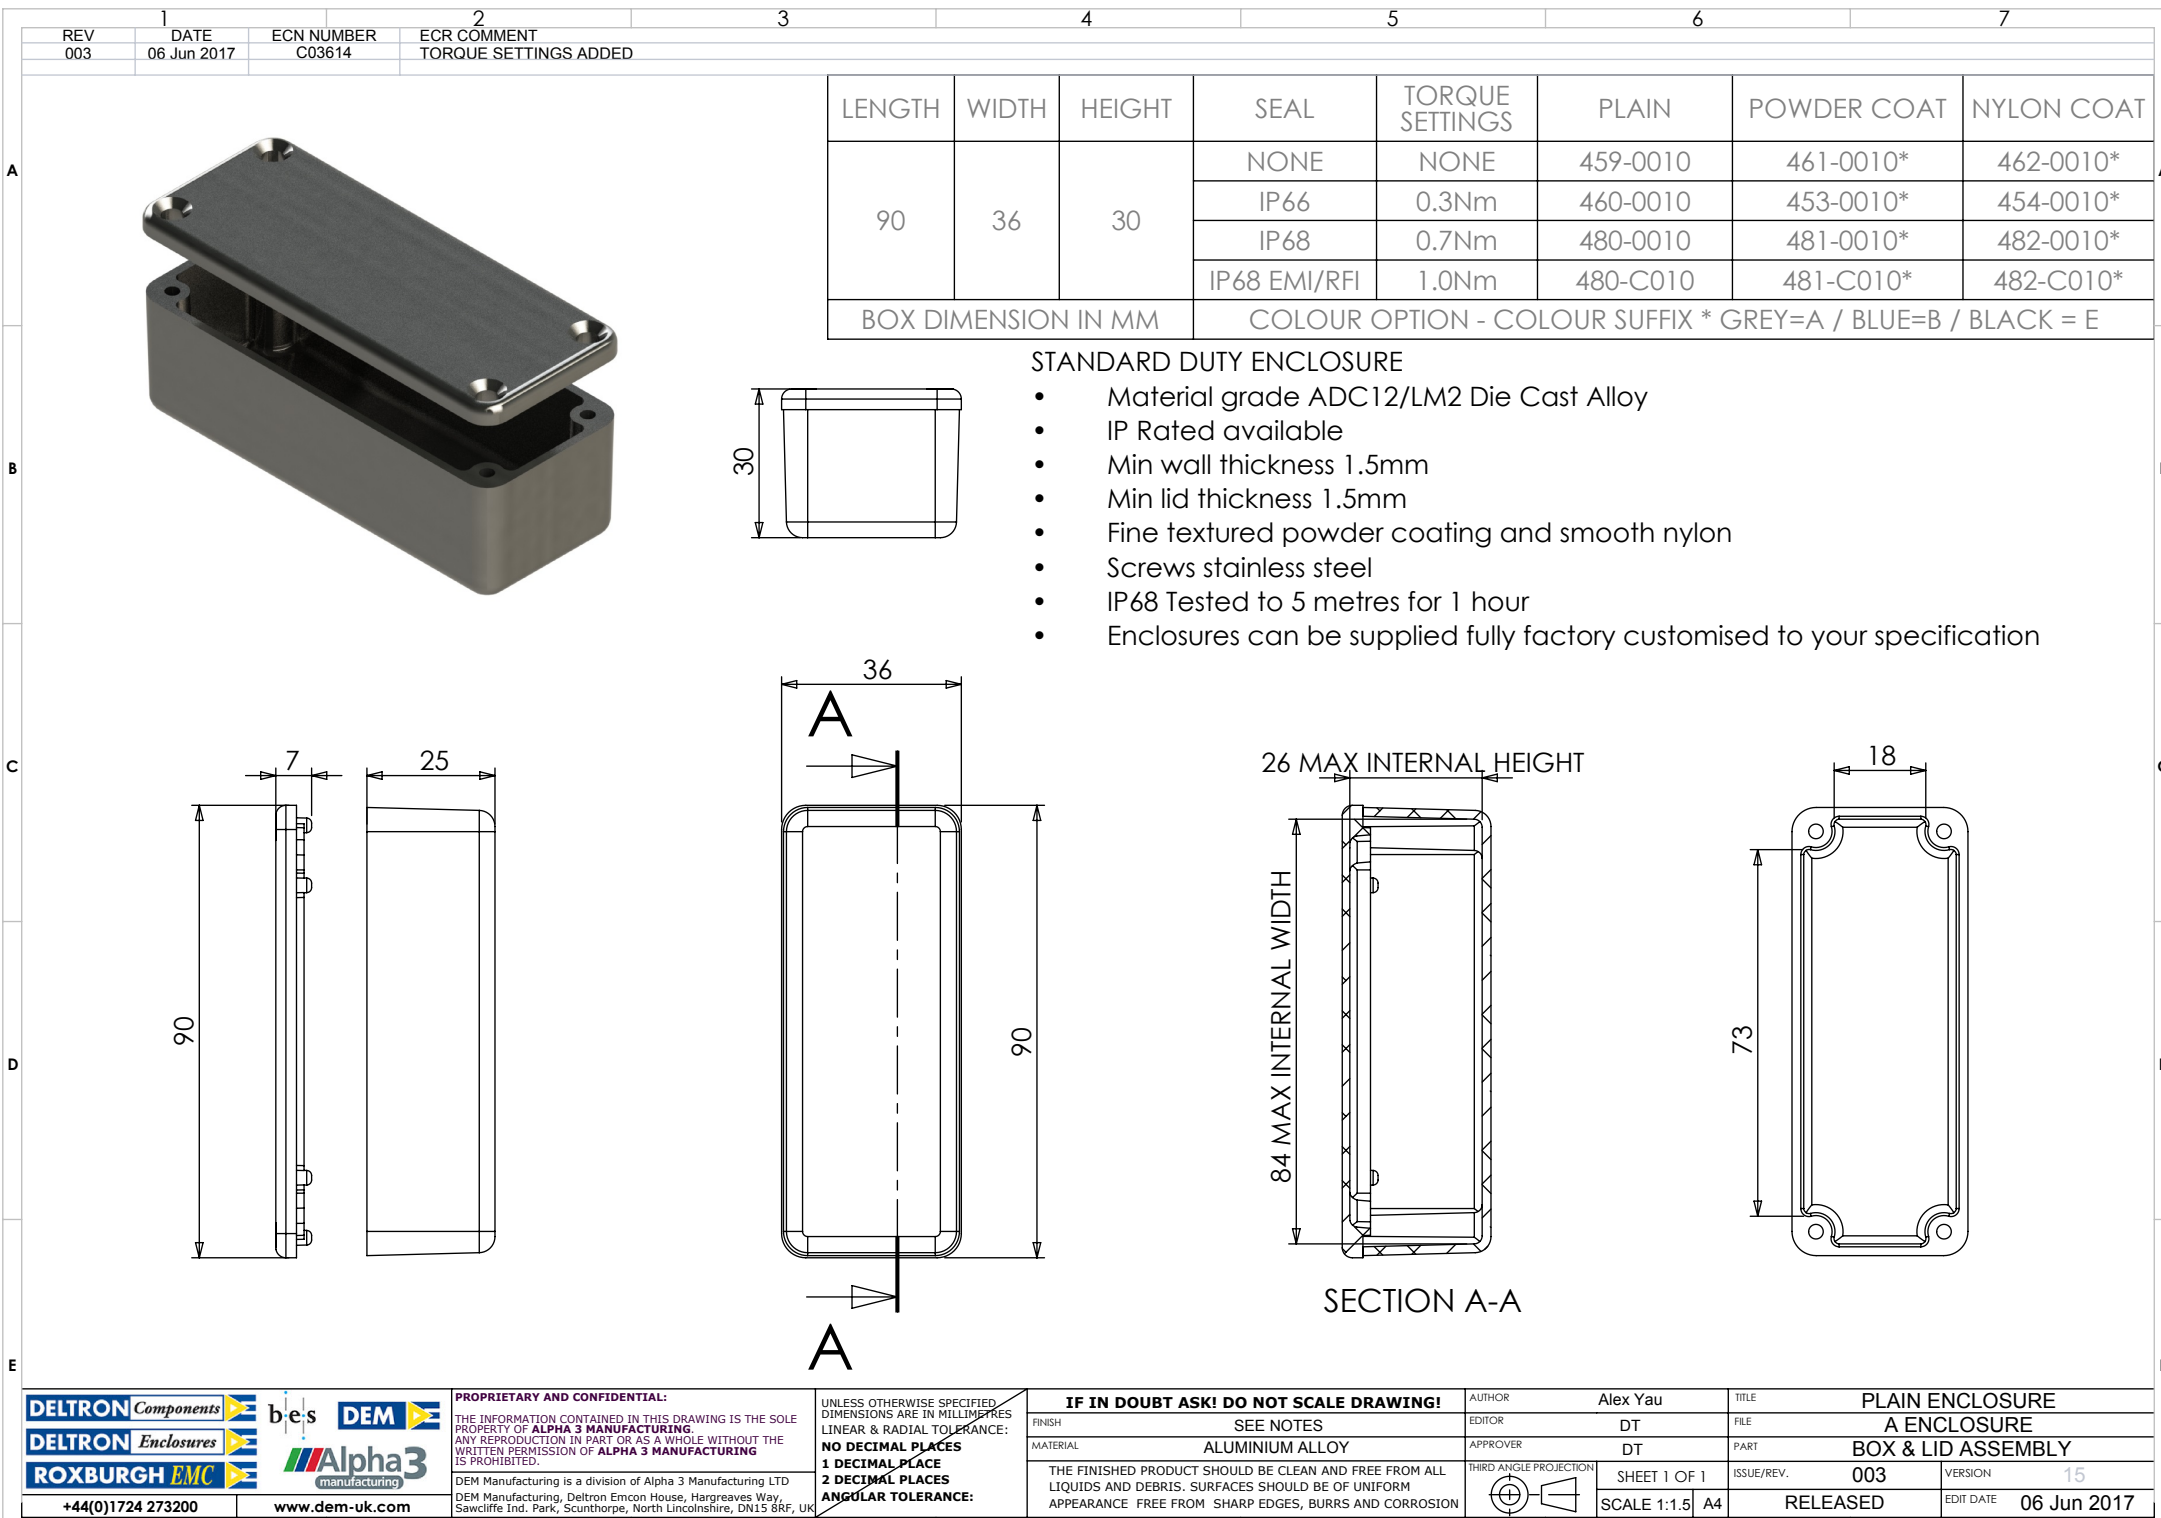 1 2 3 4 5 6 7
REV DATE ECN NUMBER ECR COMMENT
003 06 Jun 2017 C03614 TORQUE SETTINGS ADDED
LENGTH WIDTH HEIGHT SEAL TORQUE SETTINGS PLAIN POWDER COAT NYLON COAT
90 36 30
NONE NONE 459-0010 461-0010* 462-0010*
IP66 0.3Nm 460-0010 453-0010* 454-0010*
IP68 0.7Nm 480-0010 481-0010* 482-0010*
IP68 EMI/RFI 1.0Nm 480-C010 481-C010* 482-C010*
BOX DIMENSION IN MM COLOUR OPTION - COLOUR SUFFIX * GREY=A / BLUE=B / BLACK = E
A
B
C
D
E
STANDARD DUTY ENCLOSURE
• Material grade ADC12/LM2 Die Cast Alloy
• IP Rated available
• Min wall thickness 1.5mm
• Min lid thickness 1.5mm
• Fine textured powder coating and smooth nylon
• Screws stainless steel
• IP68 Tested to 5 metres for 1 hour
• Enclosures can be supplied fully factory customised to your specification
30
36
A
7
25
26 MAX INTERNAL HEIGHT
18
90
90
84 MAX INTERNAL WIDTH
73
SECTION A-A
A
DELTRON Components
DELTRON Enclosures
ROXBURGH EMC
b·e·s DEM
Alpha3
manufacturing
+44(0)1724 273200
www.dem-uk.com
PROPRIETARY AND CONFIDENTIAL:
THE INFORMATION CONTAINED IN THIS DRAWING IS THE SOLE
PROPERTY OF ALPHA 3 MANUFACTURING.
ANY REPRODUCTION IN PART OR AS A WHOLE WITHOUT THE
WRITTEN PERMISSION OF ALPHA 3 MANUFACTURING
IS PROHIBITED.
DEM Manufacturing is a division of Alpha 3 Manufacturing LTD
DEM Manufacturing, Deltron Emcon House, Hargreaves Way,
Sawcliffe Ind. Park, Scunthorpe, North Lincolnshire, DN15 8RF, UK
UNLESS OTHERWISE SPECIFIED
DIMENSIONS ARE IN MILLIMETRES
LINEAR & RADIAL TOLERANCE:
NO DECIMAL PLACES
1 DECIMAL PLACE
2 DECIMAL PLACES
ANGULAR TOLERANCE:
IF IN DOUBT ASK! DO NOT SCALE DRAWING!
FINISH SEE NOTES
MATERIAL ALUMINIUM ALLOY
THE FINISHED PRODUCT SHOULD BE CLEAN AND FREE FROM ALL
LIQUIDS AND DEBRIS. SURFACES SHOULD BE OF UNIFORM
APPEARANCE FREE FROM SHARP EDGES, BURRS AND CORROSION
AUTHOR Alex Yau
EDITOR DT
APPROVER DT
THIRD ANGLE PROJECTION
SHEET 1 OF 1
SCALE 1:1.5 A4
TITLE PLAIN ENCLOSURE
FILE A ENCLOSURE
PART BOX & LID ASSEMBLY
ISSUE/REV. 003 VERSION 15
RELEASED EDIT DATE 06 Jun 2017